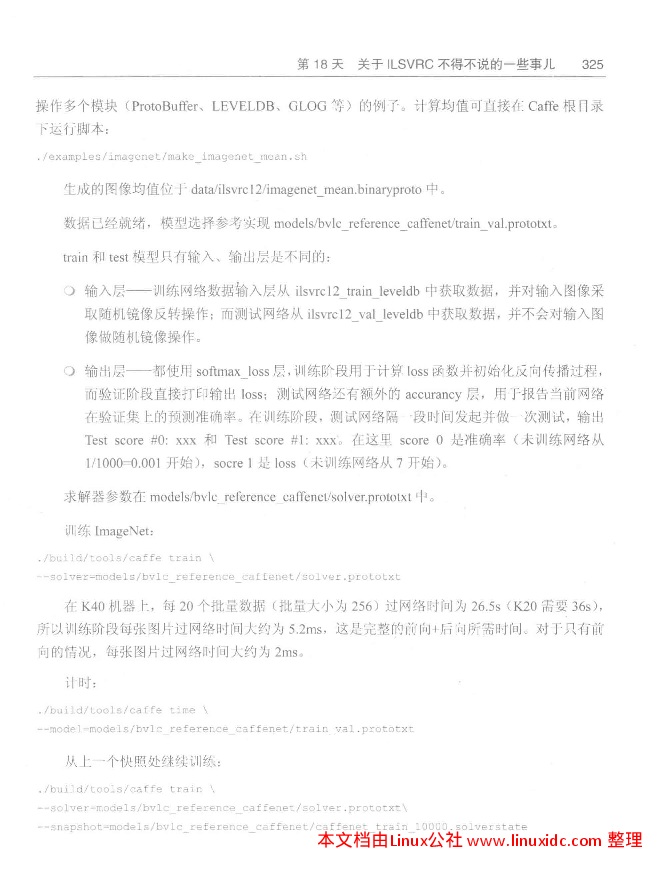 第 18 天 关于 ILSVRC 不得不说的一些事儿 325
操作多个模块（ProtoBuffer、LEVELDB、GLOG 等）的例子。计算均值可直接在 Caffe 根目录
下运行脚本：
./examples/imagenet/make_imagenet_mean.sh
生成的图像均值位于 data/ilsvrc12/imagenet_mean.binaryproto 中。
数据已经就绪，模型选择参考实现 models/bvlc_reference_caffenet/train_val.prototxt。
train 和 test 模型只有输入、输出层是不同的：
❍ 输入层——训练网络数据输入层从 ilsvrc12_train_leveldb 中获取数据，并对输入图像采
取随机镜像反转操作；而测试网络从 ilsvrc12_val_leveldb 中获取数据，并不会对输入图
像做随机镜像操作。
❍ 输出层——都使用 softmax_loss 层，训练阶段用于计算 loss 函数并初始化反向传播过程，
而验证阶段直接打印输出 loss；测试网络还有额外的 accurancy 层，用于报告当前网络
在验证集上的预测准确率。在训练阶段，测试网络隔一段时间发起并做一次测试，输出
Test score #0: xxx 和 Test score #1: xxx。在这里 score 0 是准确率（未训练网络从
1/1000=0.001 开始），socre 1 是 loss（未训练网络从 7 开始）。
求解器参数在 models/bvlc_reference_caffenet/solver.prototxt 中。
训练 ImageNet：
./build/tools/caffe train \
--solver=models/bvlc_reference_caffenet/solver.prototxt
在 K40 机器上，每 20 个批量数据（批量大小为 256）过网络时间为 26.5s（K20 需要 36s），
所以训练阶段每张图片过网络时间大约为 5.2ms，这是完整的前向+后向所需时间。对于只有前
向的情况，每张图片过网络时间大约为 2ms。
计时：
./build/tools/caffe time \
--model=models/bvlc_reference_caffenet/train_val.prototxt
从上一个快照处继续训练：
./build/tools/caffe train \
--solver=models/bvlc_reference_caffenet/solver.prototxt\
--snapshot=models/bvlc_reference_caffenet/caffenet_train_10000.solverstate
本文档由Linux公社 www.linuxidc.com 整理